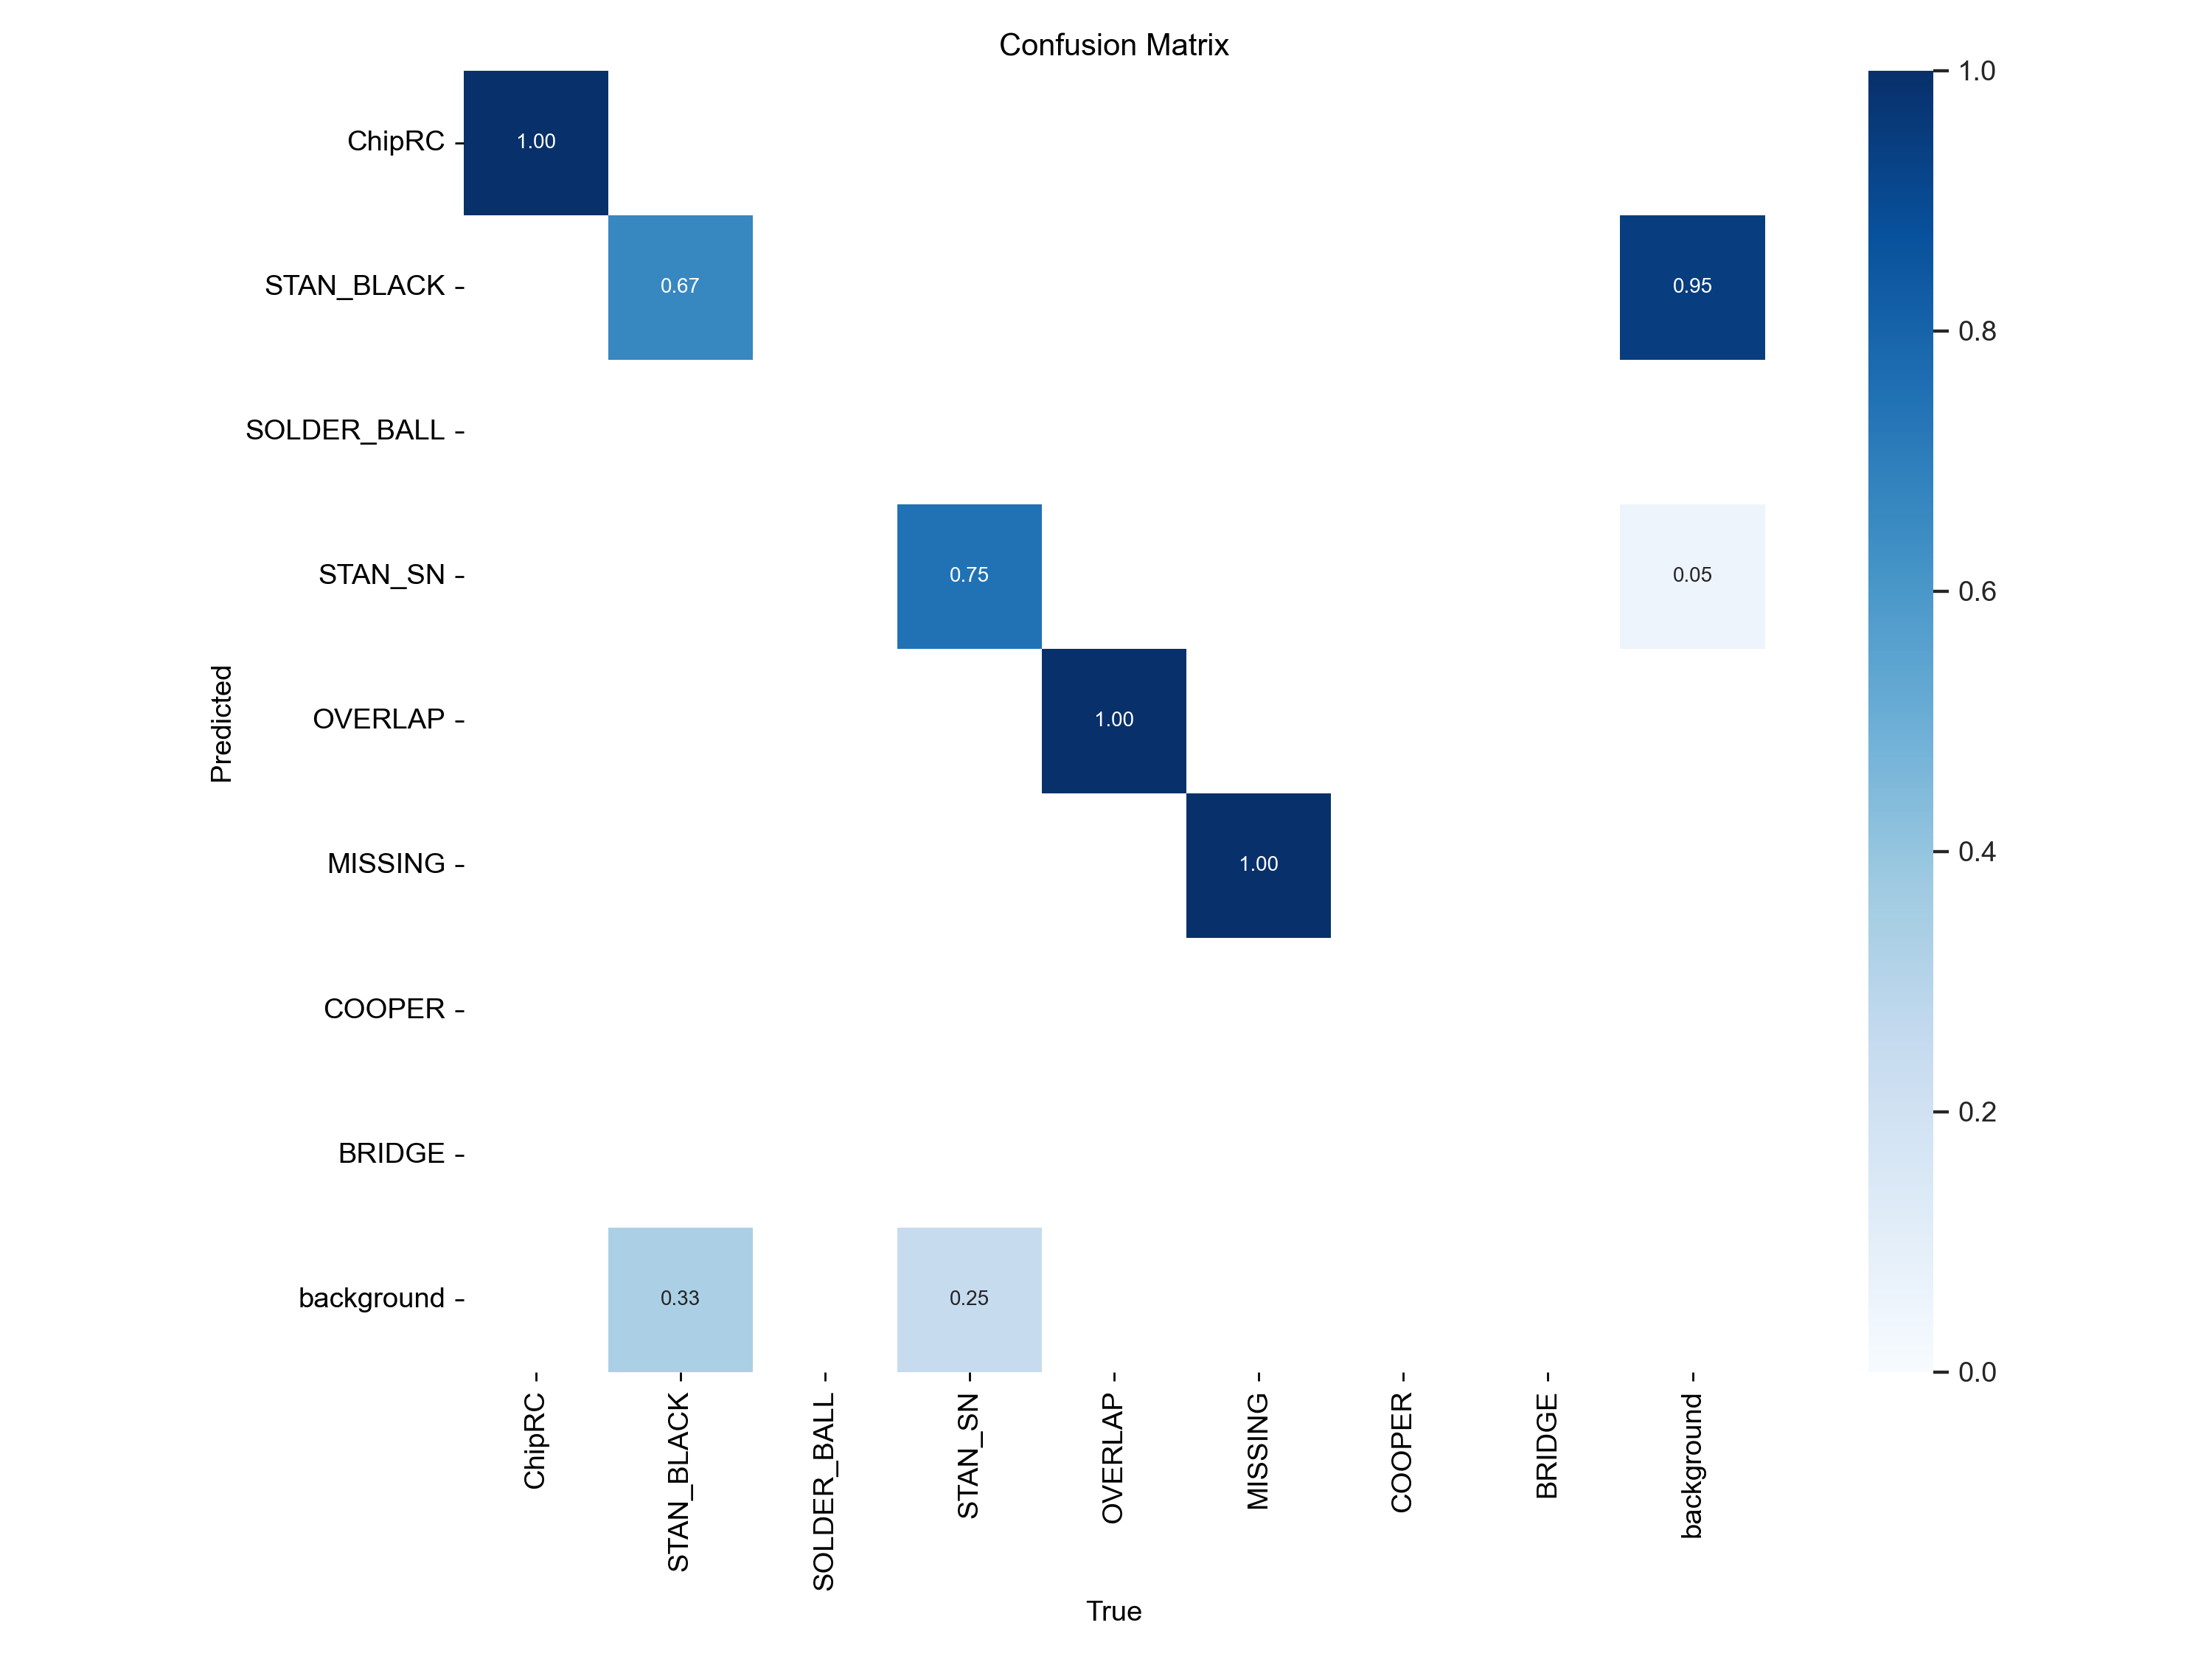 Confusion Matrix
ChipRC
STAN_BLACK
SOLDER_BALL
STAN_SN
OVERLAP
MISSING
COOPER
BRIDGE
background
Predicted
1.00
0.67 0.95
0.75 0.05
1.00
1.00
0.33 0.25
ChipRC
STAN_BLACK
SOLDER_BALL
STAN_SN
OVERLAP
MISSING
COOPER
BRIDGE
background
True
1.0
0.8
0.6
0.4
0.2
0.0